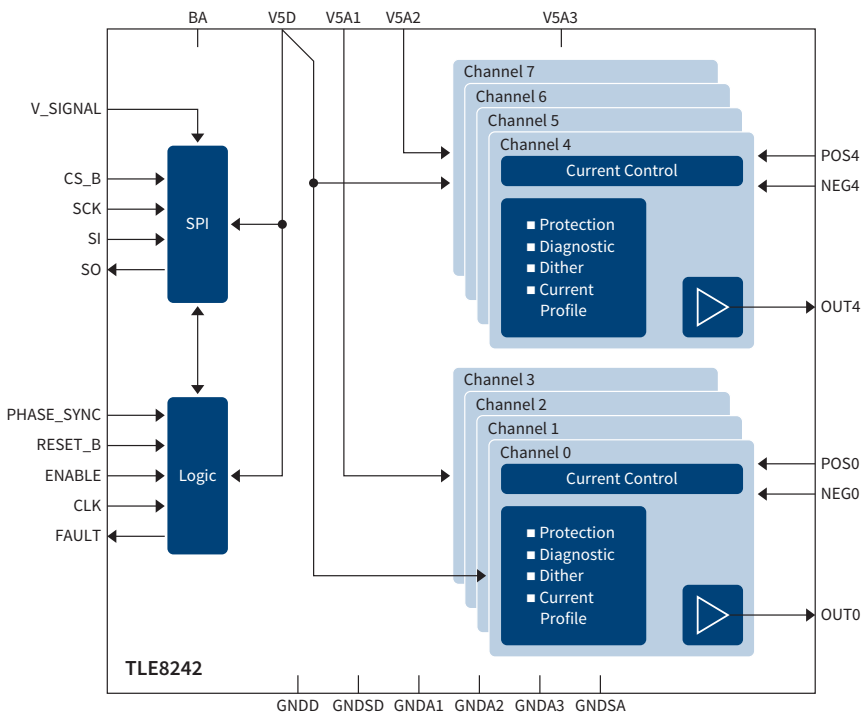 BA V5D V5A1 V5A2 V5A3
V_SIGNAL
CS_B
SCK
SI
SO
SPI
PHASE_SYNC
RESET_B
ENABLE
CLK
FAULT
Logic
Channel 7
Channel 6
Channel 5
Channel 4
Current Control
■ Protection
■ Diagnostic
■ Dither
■ Current
Profile
POS4
NEG4
OUT4
Channel 3
Channel 2
Channel 1
Channel 0
Current Control
■ Protection
■ Diagnostic
■ Dither
■ Current
Profile
POS0
NEG0
OUT0
TLE8242
GNDD GNDSD GNDA1 GNDA2 GNDA3 GNDSA